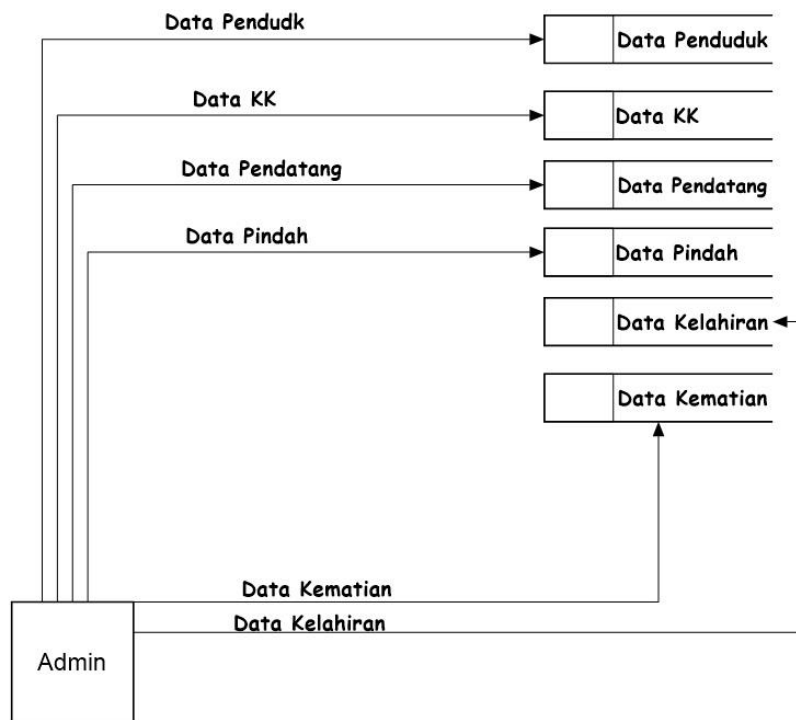 Data Pendudk
Data Penduduk
Data KK
Data KK
Data Pendatang
Data Pendatang
Data Pindah
Data Pindah
Data Kelahiran
Data Kematian
Data Kematian
Data Kelahiran
Admin